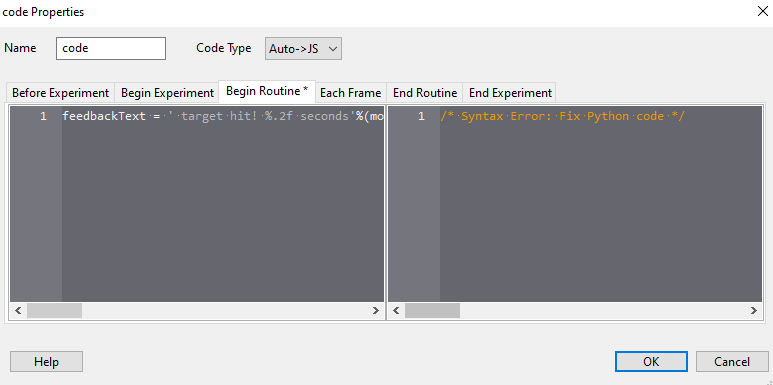 code Properties
Name code Code Type Auto->JS
Before Experiment Begin Experiment Begin Routine * Each Frame End Routine End Experiment
1 feedbackText = ' target hit! %.2f seconds'%(mo 1 /* Syntax Error: Fix Python code */
Help OK Cancel